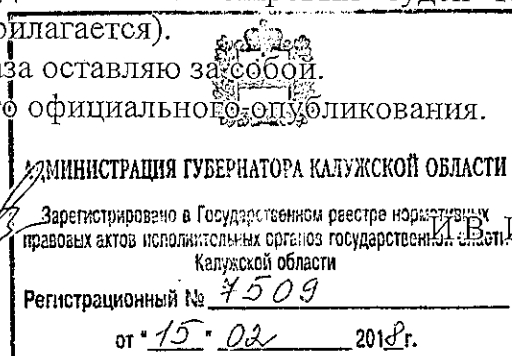 рилагается).
за оставляю за собой.
о официального опубликования.
АДМИНИСТРАЦИЯ ГУБЕРНАТОРА КАЛУЖСКОЙ ОБЛАСТИ
Зарегистрировано в Государственном реестре нормативных
правовых актов исполнительных органов государственной власти
Калужской области
И.В.
Регистрационный № 7509
от "15" 02 2018г.